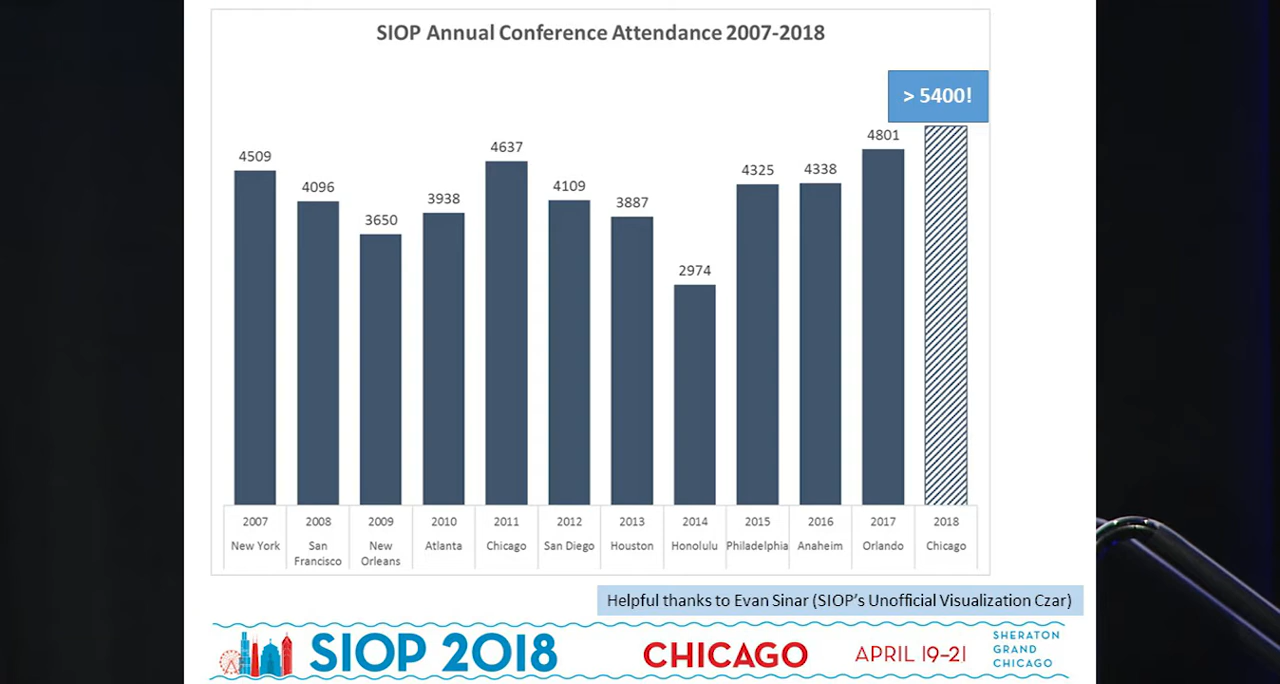 SIOP Annual Conference Attendance 2007-2018
> 5400!
4509
4096
3650
3938
4637
4109
3887
2974
4325
4338
4801
2007
2008
2009
2010
2011
2012
2013
2014
2015
2016
2017
2018
New York
San
Francisco
New
Orleans
Atlanta
Chicago
San Diego
Houston
Honolulu
Philadelphia
Anaheim
Orlando
Chicago
Helpful thanks to Evan Sinar (SIOP's Unofficial Visualization Czar)
SIOP 2018
CHICAGO
APRIL 19-21
SHERATON
GRAND
CHICAGO